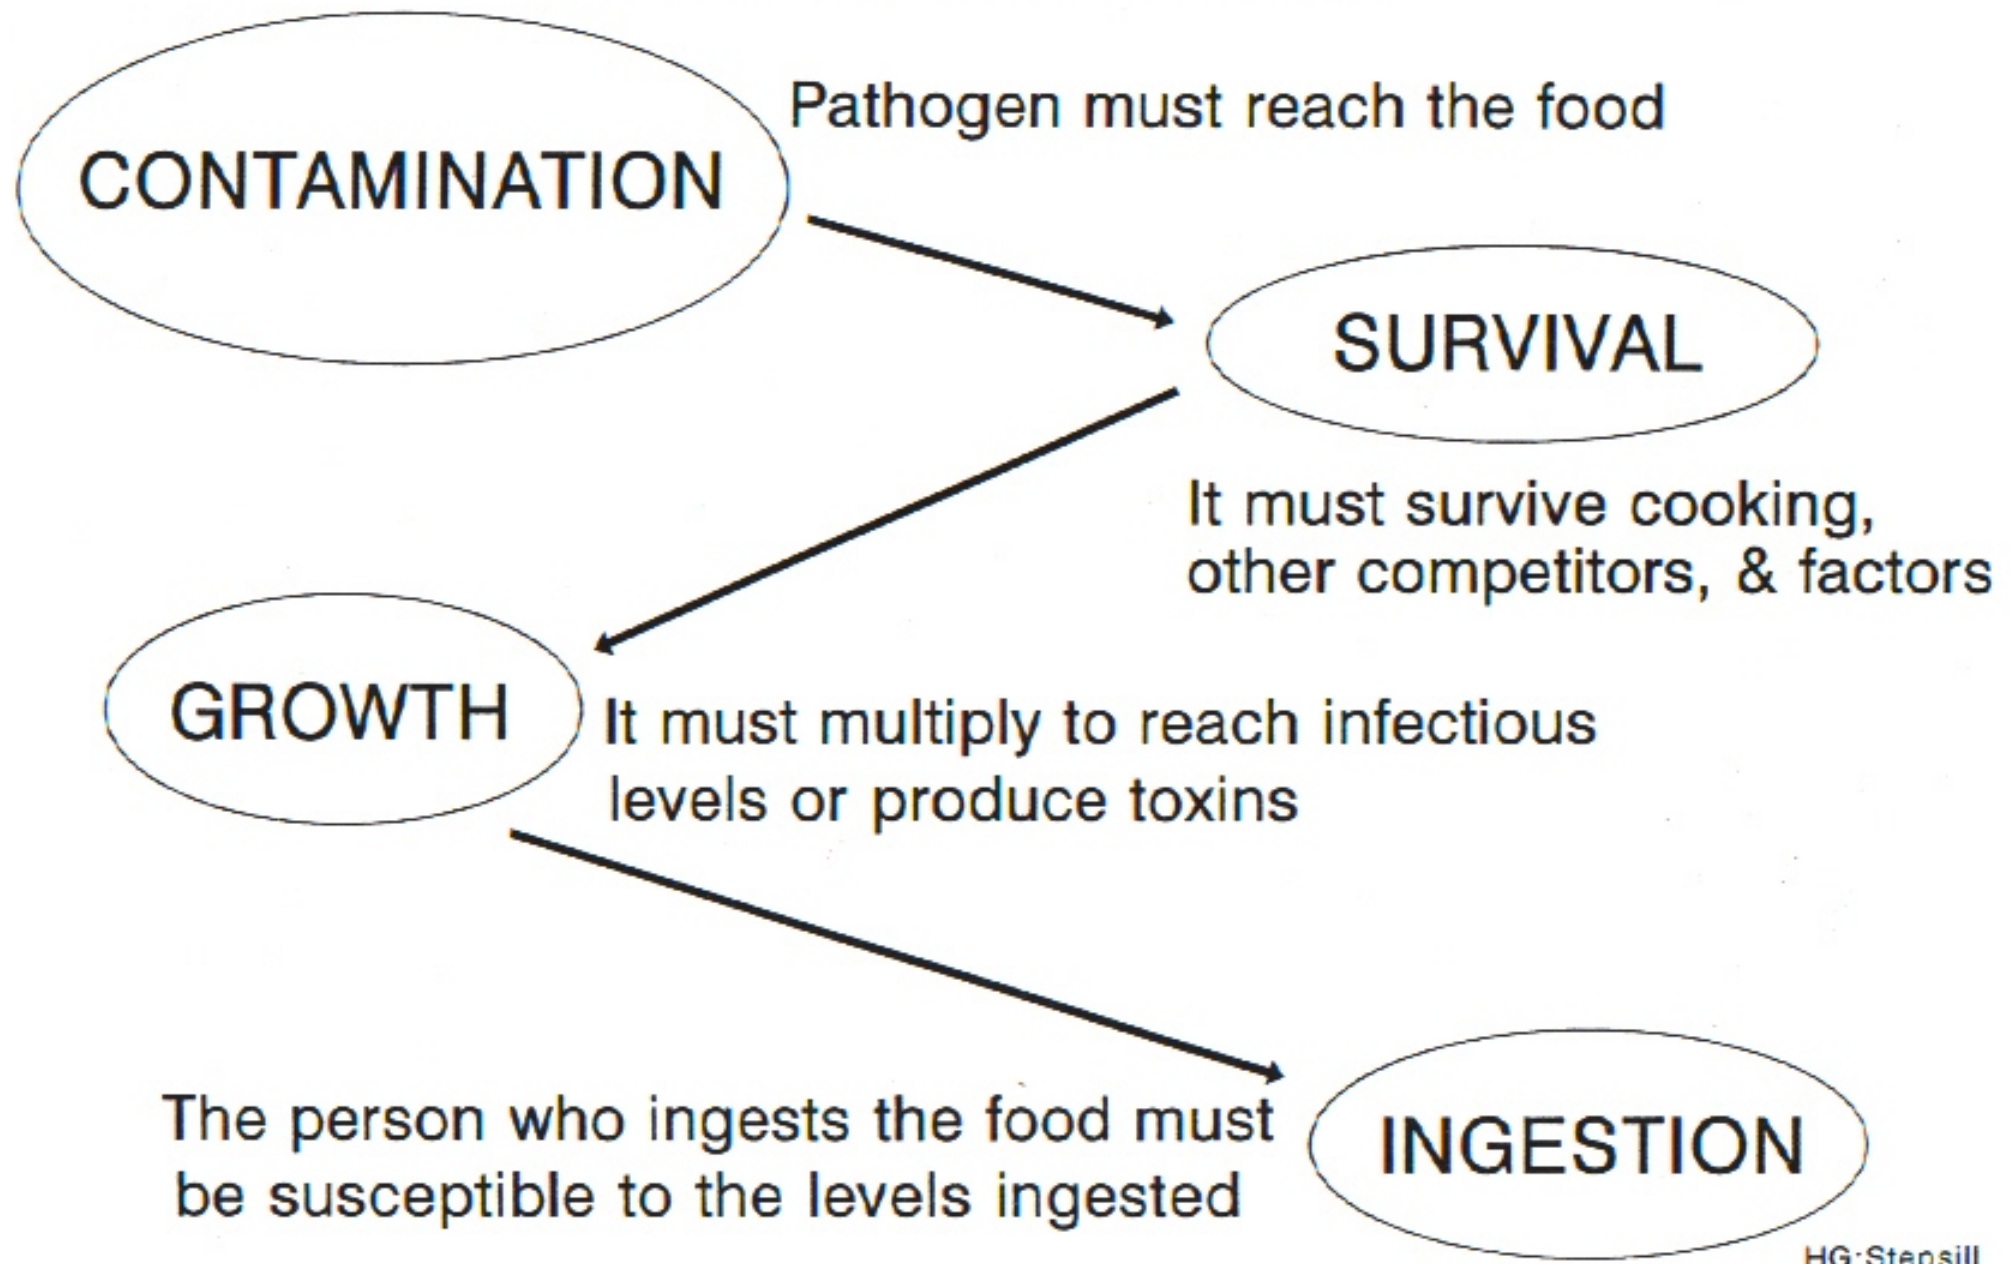 CONTAMINATION
Pathogen must reach the food
SURVIVAL
It must survive cooking,
other competitors, & factors
GROWTH
It must multiply to reach infectious
levels or produce toxins
The person who ingests the food must
be susceptible to the levels ingested
INGESTION
HG:Stepsill